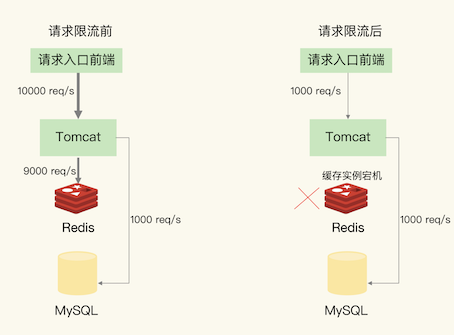 请求限流前
请求入口前端
10000 req/s
Tomcat
9000 req/s
Redis
1000 req/s
MySQL
请求限流后
请求入口前端
1000 req/s
Tomcat
缓存实例宕机
Redis
1000 req/s
MySQL